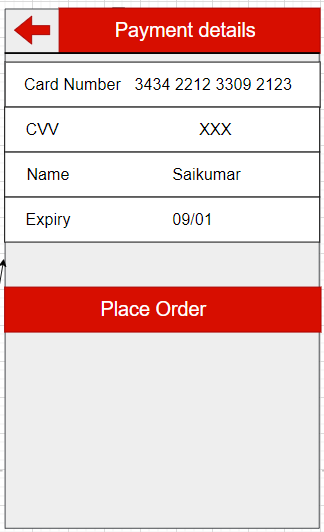 Payment details
Card Number 3434 2212 3309 2123
CVV XXX
Name Saikumar
Expiry 09/01
Place Order